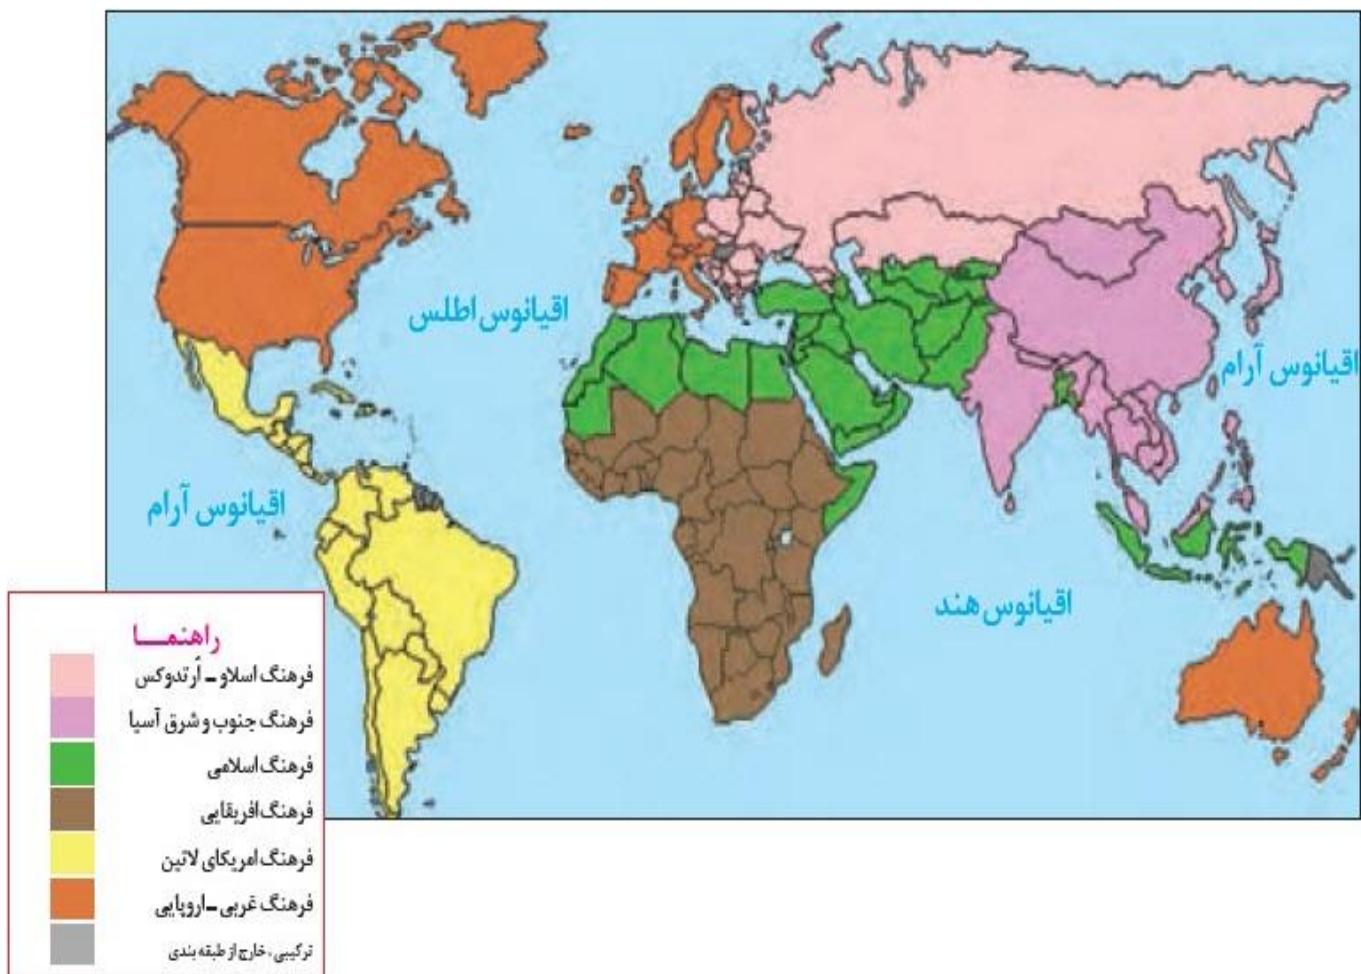 اقیانوس اطلس
اقیانوس آرام
اقیانوس آرام
اقیانوس هند
راهنمــا
فرهنگ اسلاو ـ اُرتدوکس
فرهنگ جنوب و شرق آسیا
فرهنگ اسلامی
فرهنگ افریقایی
فرهنگ امریکای لاتین
فرهنگ غربی ـ اروپایی
ترکیبی، خارج از طبقه بندی